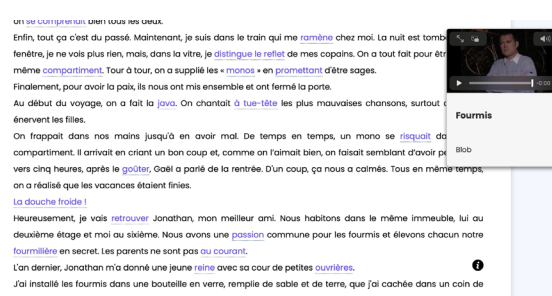 on se comprenait bien tous les deux.
Enfin, tout ça c'est du passé. Maintenant, je suis dans le train qui me ramène chez moi. La nuit est tomb
fenêtre, je ne vois plus rien, mais, dans la vitre, je distingue le reflet de mes copains. On a tout fait pour êtr
même compartiment. Tour à tour, on a supplié les « monos » en promettant d'être sages.
Finalement, pour avoir la paix, ils nous ont mis ensemble et ont fermé la porte.
Au début du voyage, on a fait la java. On chantait à tue-tête les plus mauvaises chansons, surtout c
énervent les filles.
On frappait dans nos mains jusqu'à en avoir mal. De temps en temps, un mono se risquait da
compartiment. Il arrivait en criant un bon coup et, comme on l'aimait bien, on faisait semblant d'avoir pe
vers cinq heures, après le goûter, Gaël a parlé de la rentrée. D'un coup, ça nous a calmés. Tous en même temps,
on a réalisé que les vacances étaient finies.
La douche froide !
Heureusement, je vais retrouver Jonathan, mon meilleur ami. Nous habitons dans le même immeuble, lui au
deuxième étage et moi au sixième. Nous avons une passion commune pour les fourmis et élevons chacun notre
fourmilière en secret. Les parents ne sont pas au courant.
L'an dernier, Jonathan m'a donné une jeune reine avec sa cour de petites ouvrières.
J'ai installé les fourmis dans une bouteille en verre, remplie de sable et de terre, que j'ai cachée dans un coin de
-0:00
Fourmis
Blob